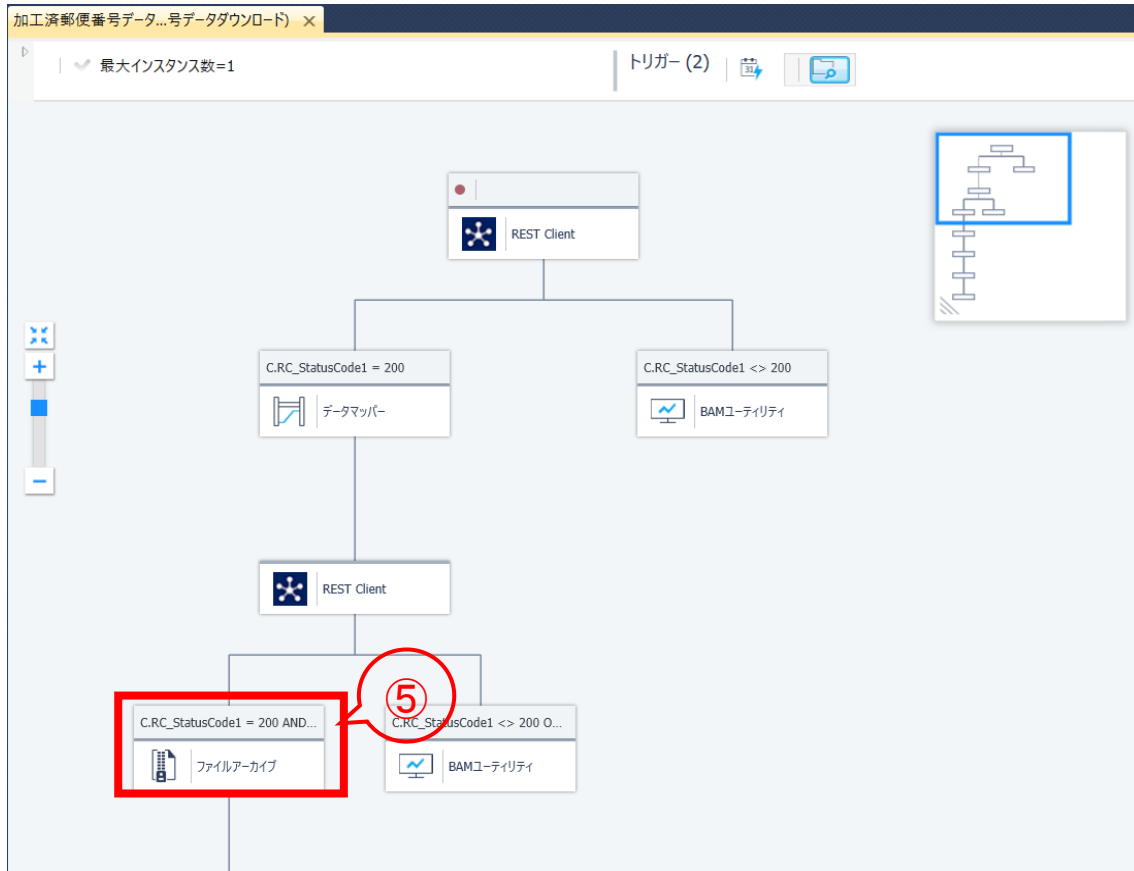 加工済郵便番号データ...号データダウンロード) ×
最大インスタンス数=1
トリガー (2)
31
REST Client
C.RC_StatusCode1 = 200
データマッパー
C.RC_StatusCode1 <> 200
BAMユーティリティ
+
−
REST Client
⑤
C.RC_StatusCode1 = 200 AND...
ファイルアーカイブ
C.RC_StatusCode1 <> 200 O...
BAMユーティリティ